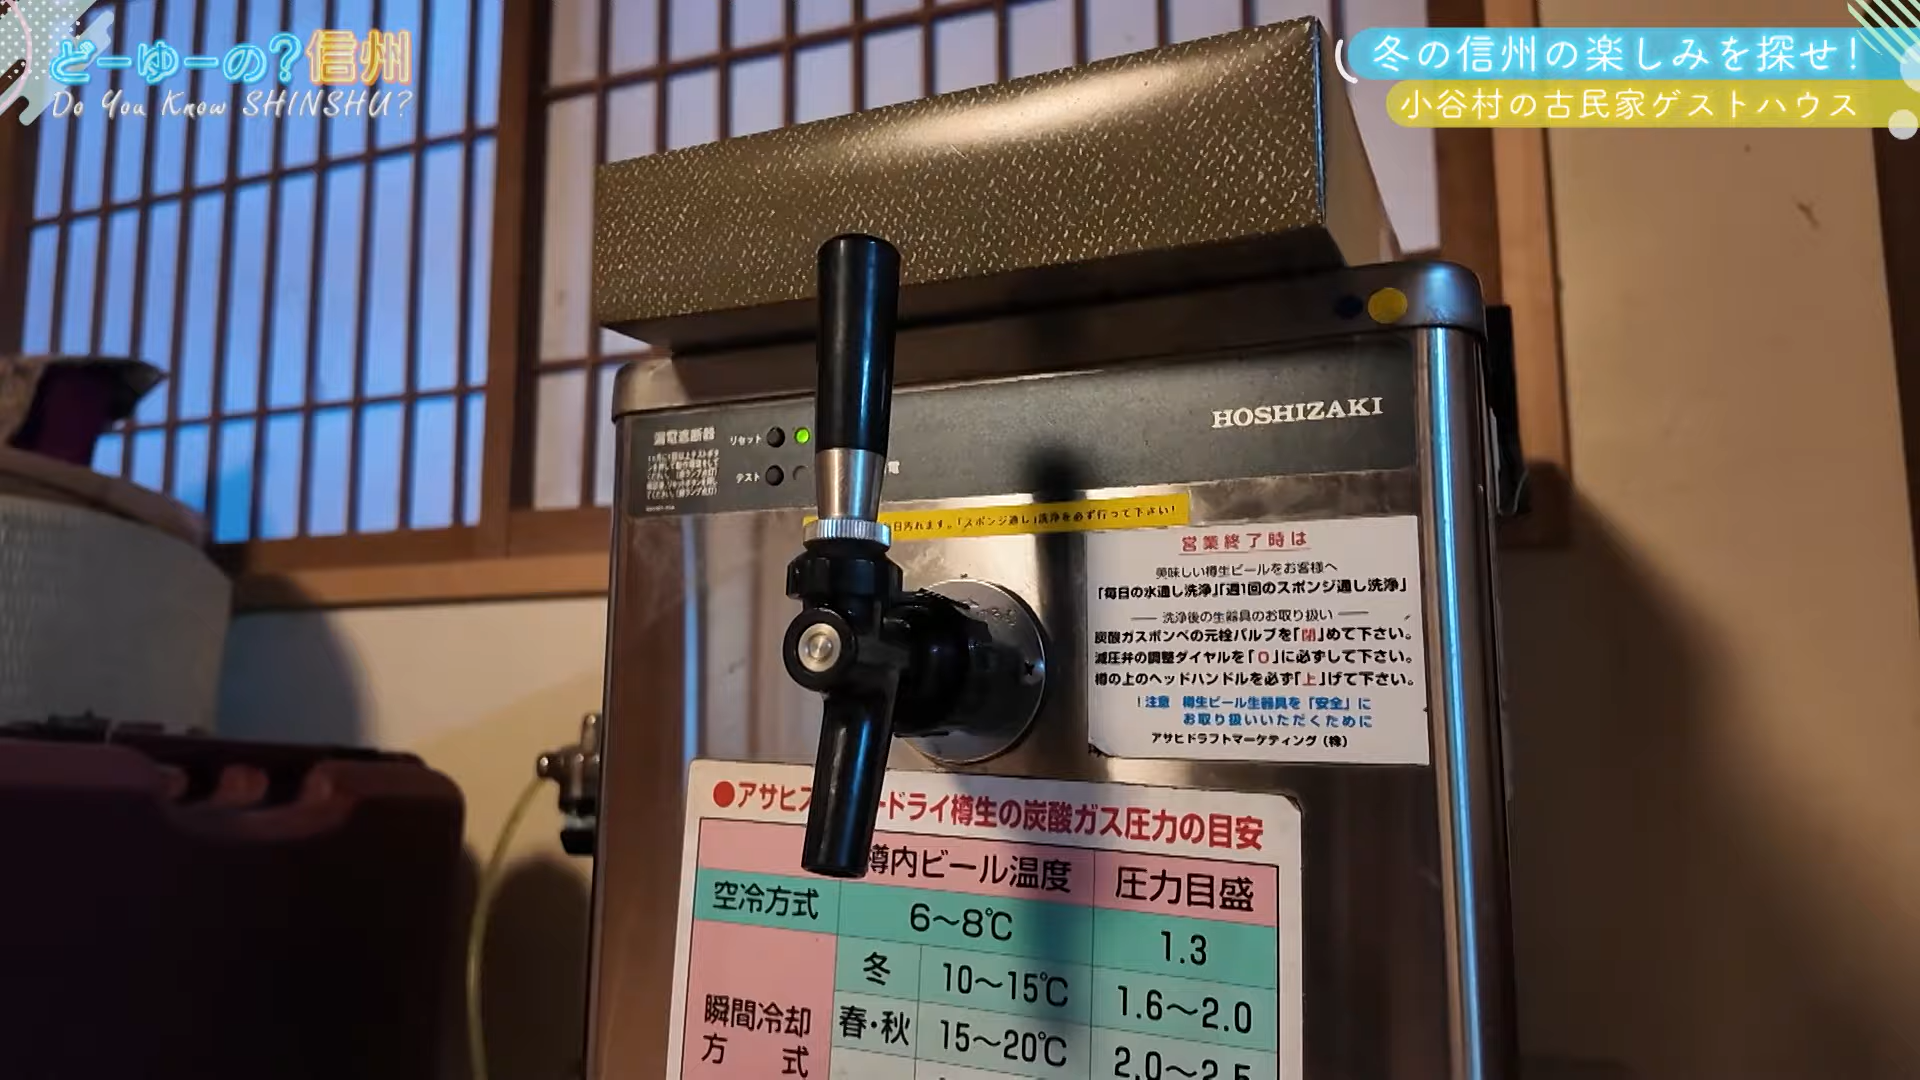 どーゆーの?信州
Do You Know SHINSHU?
冬の信州の楽しみを探せ!
小谷村の古民家ゲストハウス
HOSHIZAKI
漏電遮断器
リセット
テスト
電
日汚れます。「スポンジ通し」洗浄を必ず行って下さい!
営業終了時は
美味しい樽生ビールをお客様へ
「毎日の水通し洗浄」「週1回のスポンジ通し洗浄」
洗浄後の生器具のお取り扱い
炭酸ガスボンベの元栓バルブを「閉」めて下さい。
減圧弁の調整ダイヤルを「0」に必ずして下さい。
樽の上のヘッドハンドルを必ず「上」げて下さい。
!注意 樽生ビール生器具を「安全」に
お取り扱いいただくために
アサヒドラフトマーケティング(株)
●アサヒス ードライ樽生の炭酸ガス圧力の目安
樽内ビール温度 圧力目盛
空冷方式 6〜8℃ 1.3
瞬間冷却方式 冬 10〜15℃ 1.6〜2.0
春・秋 15〜20℃ 2.0〜2.5